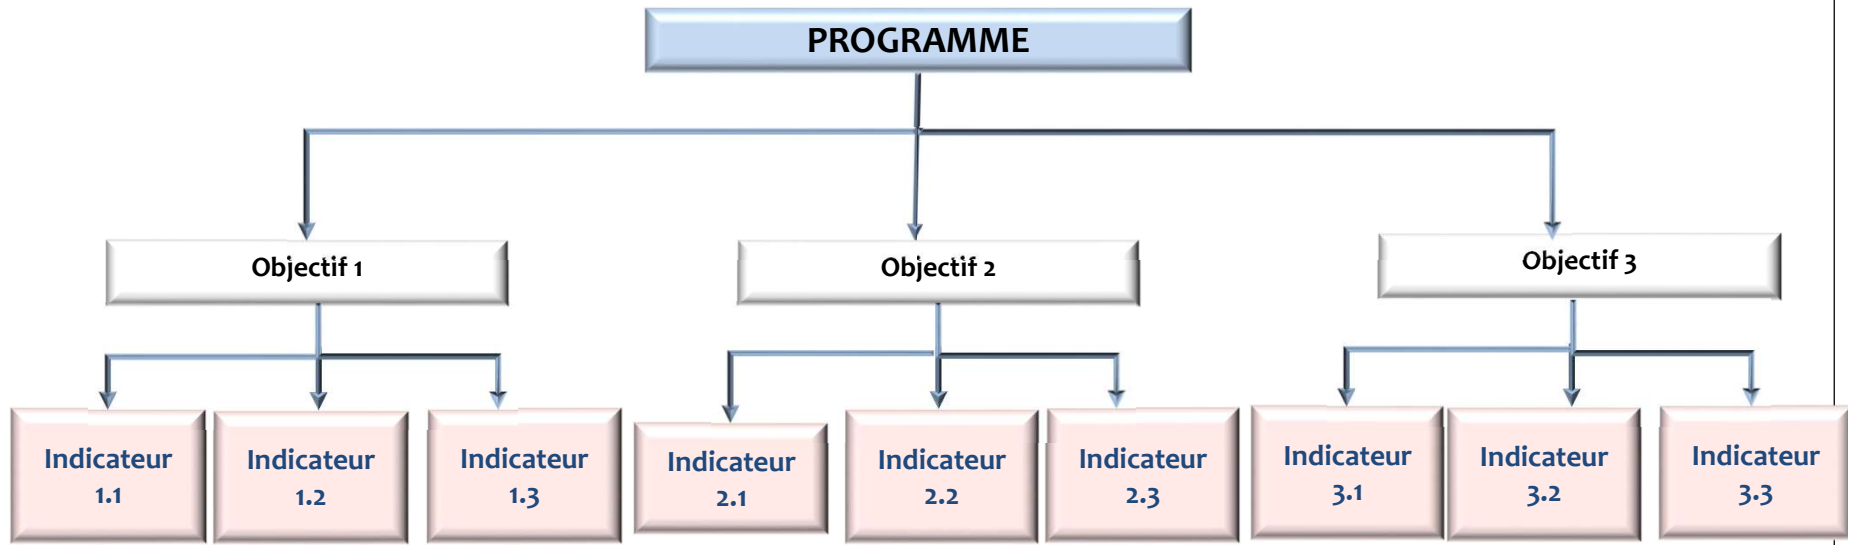 PROGRAMME
Objectif 1
Objectif 2
Objectif 3
Indicateur
1.1
Indicateur
1.2
Indicateur
1.3
Indicateur
2.1
Indicateur
2.2
Indicateur
2.3
Indicateur
3.1
Indicateur
3.2
Indicateur
3.3